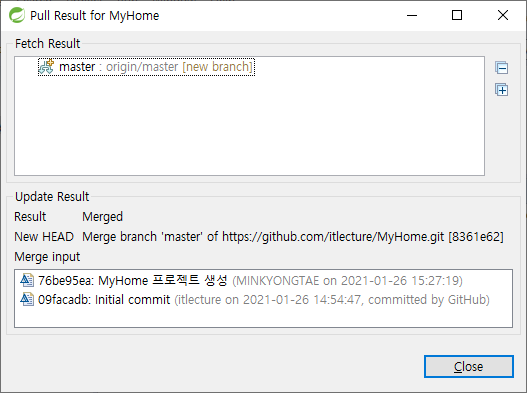 Pull Result for MyHome
Fetch Result
master : origin/master [new branch]
Update Result
Result Merged
New HEAD Merge branch 'master' of https://github.com/itlecture/MyHome.git [8361e62]
Merge input
76be95ea: MyHome 프로젝트 생성 (MINKYONGTAE on 2021-01-26 15:27:19)
09facadb: Initial commit (itlecture on 2021-01-26 14:54:47, committed by GitHub)
Close